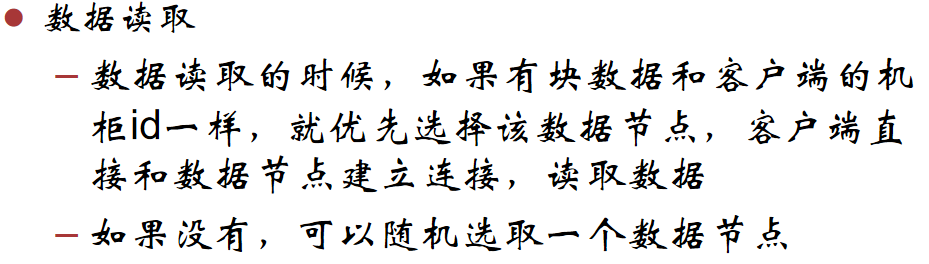 ● 数据读取
– 数据读取的时候，如果有块数据和客户端的机
柜id一样，就优先选择该数据节点，客户端直
接和数据节点建立连接，读取数据
– 如果没有，可以随机选取一个数据节点